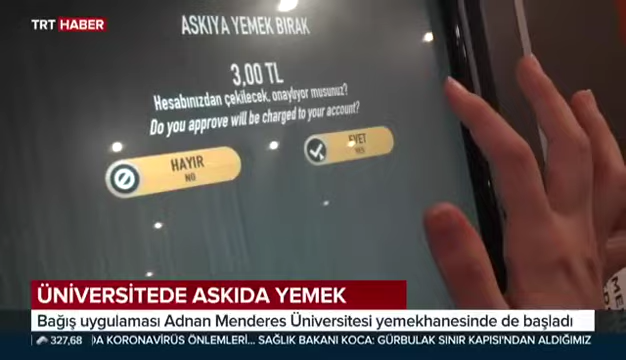 TRT HABER
ASKIYA YEMEK BIRAK
3,00 TL
Hesabınızdan çekilecek, onaylıyor musunuz?
Do you approve will be charged to your account?
HAYIR
NO
EVET
YES
ÜNİVERSİTEDE ASKIDA YEMEK
Bağış uygulaması Adnan Menderes Üniversitesi yemekhanesinde de başladı
327,68 DA KORONAVİRÜS ÖNLEMLERİ... SAĞLIK BAKANI KOCA: GÜRBULAK SINIR KAPISI'NDAN ALDIĞIMIZ